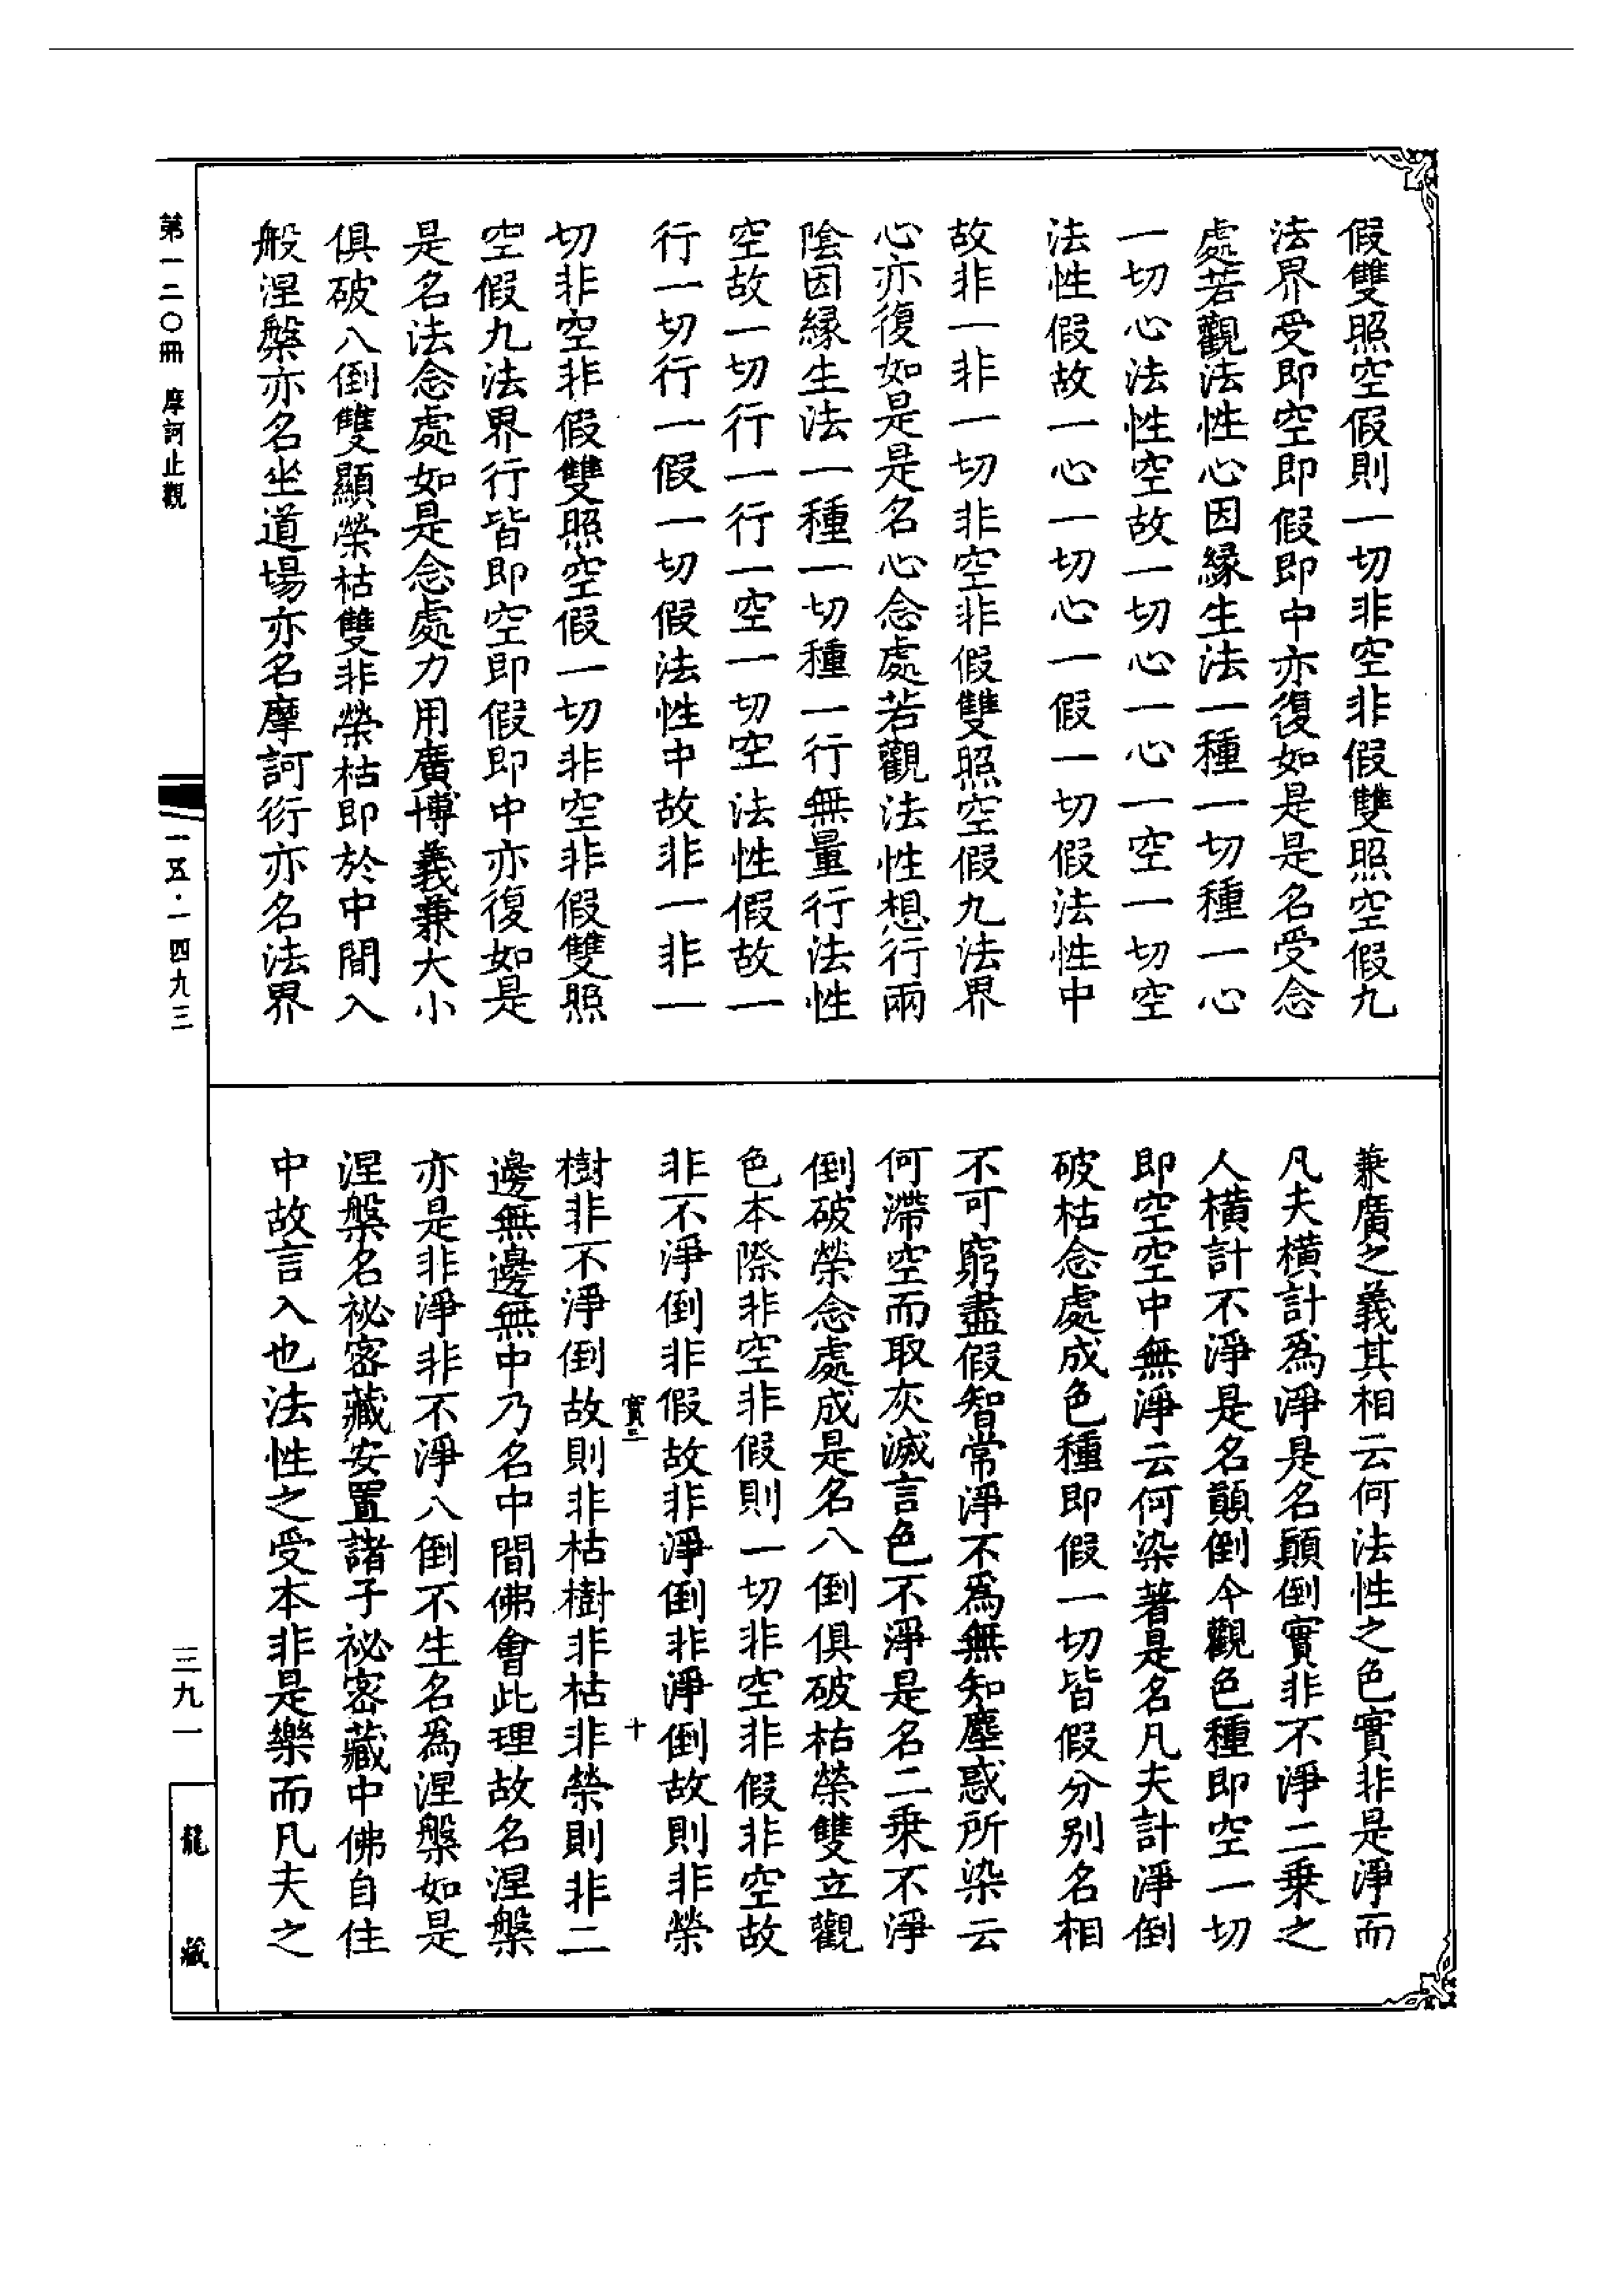 假雙照空假則一切非空非假雙照空假九
法界受即空即假即中亦復如是是名受念
處若觀法性心因緣生法一種一切種一心
一切心法性空故一切心一心一空一切空
法性假故一心一切心一假一切假法性中
故非一非一切非空非假雙照空假九法界
心亦復如是是名心念處若觀法性想行兩
陰因緣生法一種一切種一行無量行法性
空故一切行一行一空一切空法性假故一
行一切行一假一切假法性中故非一非一
切非空非假雙照空假一切非空非假雙照
空假九法界行皆即空即假即中亦復如是
是名法念處如是念處力用廣博義兼大小
俱破八倒雙顯榮枯雙非榮枯即於中間入
般涅槃亦名坐道場亦名摩訶衍亦名法界
兼廣之義其相云何法性之色實非是淨而
凡夫橫計爲淨是名顛倒實非不淨二乘之
人橫計不淨是名顛倒今觀色種即空一切
即空空中無淨云何染著是名凡夫計淨倒
破枯念處成色種即假一切皆假分別名相
不可窮盡假智常淨不爲無知塵惑所染云
何滯空而取灰滅言色不淨是名二乘不淨
倒破榮念處成是名八倒俱破枯榮雙立觀
色本際非空非假則一切非空非假非空故
非不淨倒非假故非淨倒非淨倒故則非榮
寶三
十
樹非不淨倒故則非枯樹非枯非榮則非二
邊無邊無中乃名中間佛會此理故名涅槃
亦是非淨非不淨八倒不生名爲涅槃如是
涅槃名祕密藏安置諸子祕密藏中佛自住
中故言入也法性之受本非是樂而凡夫之
第一二〇冊 摩訶止觀
一五·一四九三
三九一
龍藏